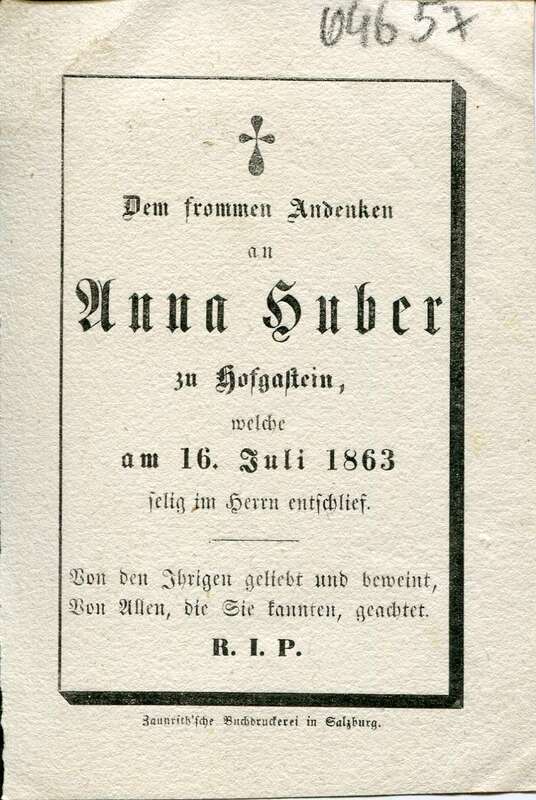 64657
Dem frommen Andenken
an
Anna Huber
zu Hofgastein,
welche
am 16. Juli 1863
selig im Herrn entschlief.
Von den Ihrigen geliebt und beweint,
Von Allen, die Sie kannten, geachtet.
R. I. P.
Zaunrith'sche Buchdruckerei in Salzburg.